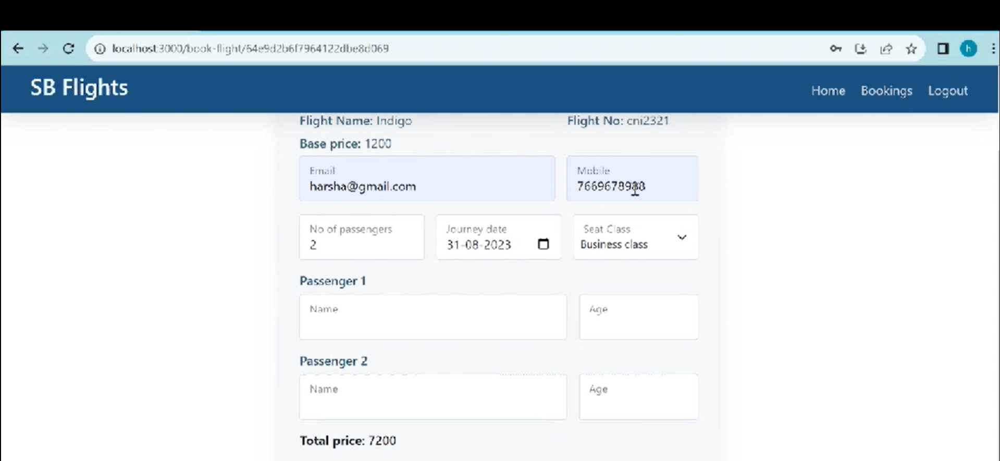 localhost:3000/book-flight/64e9d2b6f7964122dbe8d069
h
SB Flights
Home Bookings Logout
Flight Name: Indigo Flight No: cni2321
Base price: 1200
Email Mobile
harsha@gmail.com 7669678988
No of passengers Journey date Seat Class
2 31-08-2023 Business class
Passenger 1
Name Age
Passenger 2
Name Age
Total price: 7200